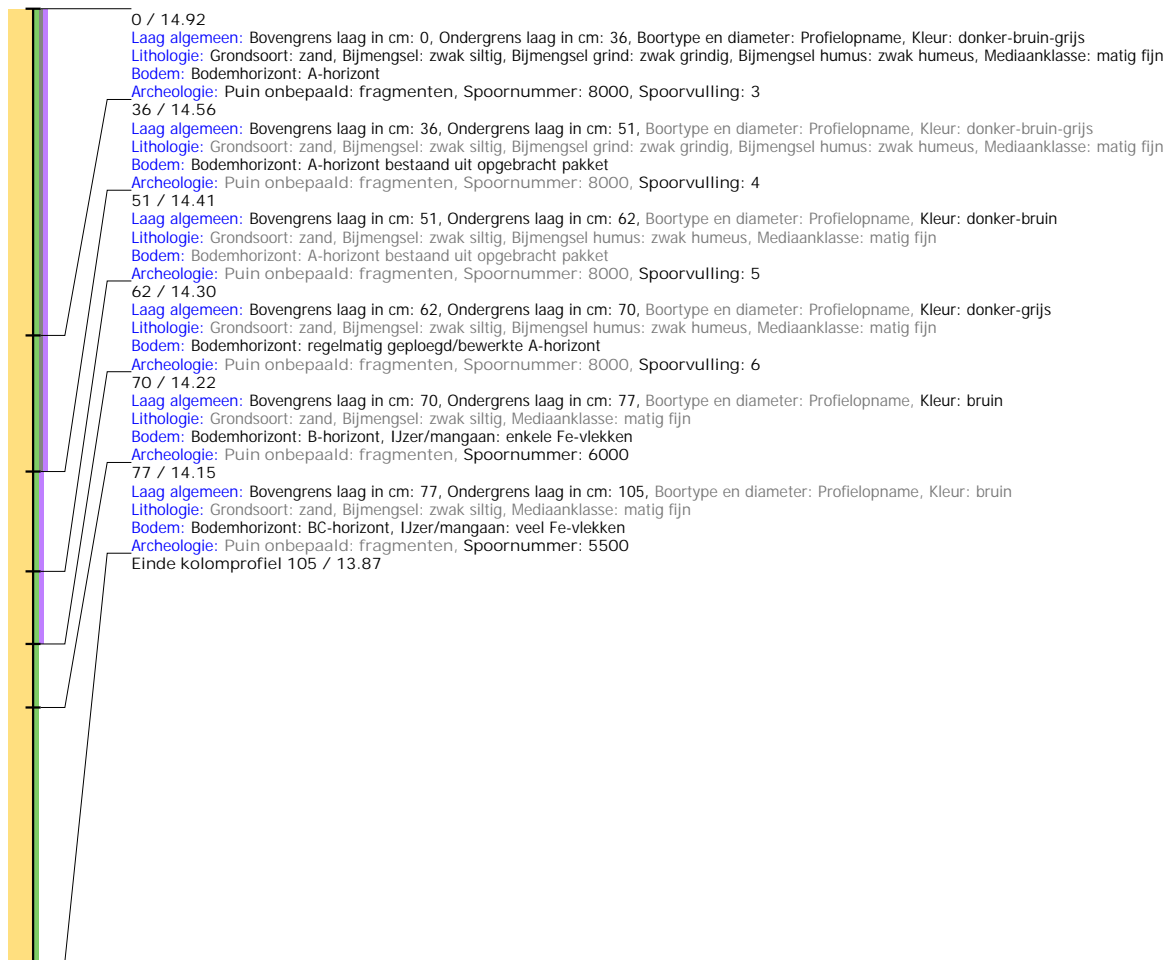 0 / 14.92
Laag algemeen: Bovengrens laag in cm: 0, Ondergrens laag in cm: 36, Boortype en diameter: Profielopname, Kleur: donker-bruin-grijs
Lithologie: Grondsoort: zand, Bijmengsel: zwak siltig, Bijmengsel grind: zwak grindig, Bijmengsel humus: zwak humeus, Mediaanklasse: matig fijn
Bodem: Bodemhorizont: A-horizont
Archeologie: Puin onbepaald: fragmenten, Spoornummer: 8000, Spoorvulling: 3
36 / 14.56
Laag algemeen: Bovengrens laag in cm: 36, Ondergrens laag in cm: 51, Boortype en diameter: Profielopname, Kleur: donker-bruin-grijs
Lithologie: Grondsoort: zand, Bijmengsel: zwak siltig, Bijmengsel grind: zwak grindig, Bijmengsel humus: zwak humeus, Mediaanklasse: matig fijn
Bodem: Bodemhorizont: A-horizont bestaand uit opgebracht pakket
Archeologie: Puin onbepaald: fragmenten, Spoornummer: 8000, Spoorvulling: 4
51 / 14.41
Laag algemeen: Bovengrens laag in cm: 51, Ondergrens laag in cm: 62, Boortype en diameter: Profielopname, Kleur: donker-bruin
Lithologie: Grondsoort: zand, Bijmengsel: zwak siltig, Bijmengsel humus: zwak humeus, Mediaanklasse: matig fijn
Bodem: Bodemhorizont: A-horizont bestaand uit opgebracht pakket
Archeologie: Puin onbepaald: fragmenten, Spoornummer: 8000, Spoorvulling: 5
62 / 14.30
Laag algemeen: Bovengrens laag in cm: 62, Ondergrens laag in cm: 70, Boortype en diameter: Profielopname, Kleur: donker-grijs
Lithologie: Grondsoort: zand, Bijmengsel: zwak siltig, Bijmengsel humus: zwak humeus, Mediaanklasse: matig fijn
Bodem: Bodemhorizont: regelmatig geploegd/bewerkte A-horizont
Archeologie: Puin onbepaald: fragmenten, Spoornummer: 8000, Spoorvulling: 6
70 / 14.22
Laag algemeen: Bovengrens laag in cm: 70, Ondergrens laag in cm: 77, Boortype en diameter: Profielopname, Kleur: bruin
Lithologie: Grondsoort: zand, Bijmengsel: zwak siltig, Mediaanklasse: matig fijn
Bodem: Bodemhorizont: B-horizont, IJzer/mangaan: enkele Fe-vlekken
Archeologie: Puin onbepaald: fragmenten, Spoornummer: 6000
77 / 14.15
Laag algemeen: Bovengrens laag in cm: 77, Ondergrens laag in cm: 105, Boortype en diameter: Profielopname, Kleur: bruin
Lithologie: Grondsoort: zand, Bijmengsel: zwak siltig, Mediaanklasse: matig fijn
Bodem: Bodemhorizont: BC-horizont, IJzer/mangaan: veel Fe-vlekken
Archeologie: Puin onbepaald: fragmenten, Spoornummer: 5500
Einde kolomprofiel 105 / 13.87